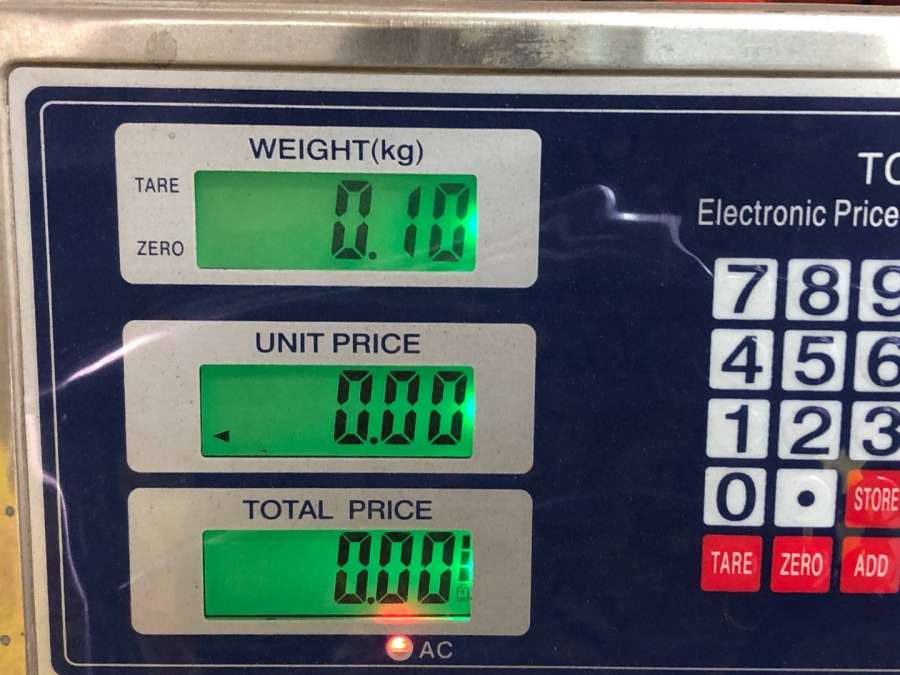 WEIGHT(kg)
TARE
0.10
ZERO
UNIT PRICE
0.00
TOTAL PRICE
0.00
AC
Electronic Price
7 8 9
4 5 6
1 2 3
0 . STORE
TARE ZERO ADD